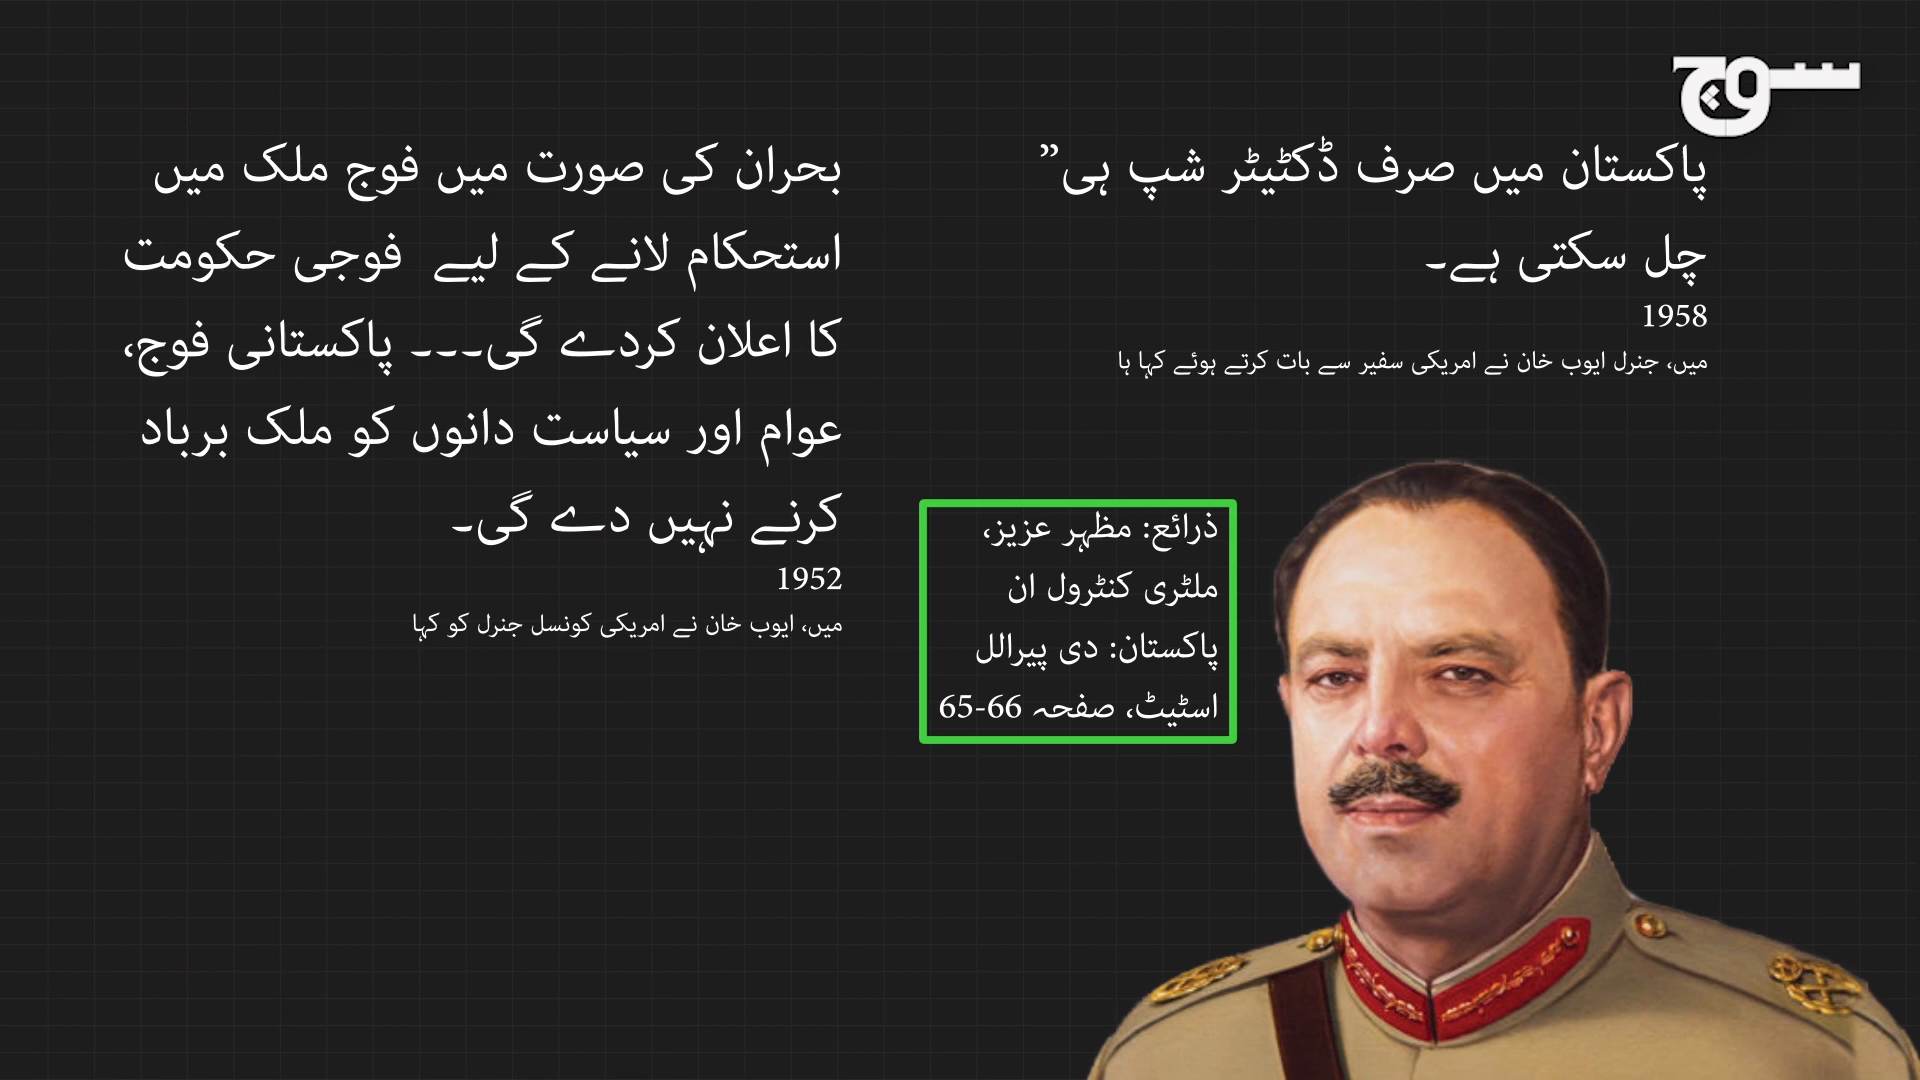 سوچ
پاکستان میں صرف ڈکٹیٹر شپ ہی”
چل سکتی ہے۔
1958
میں، جنرل ایوب خان نے امریکی سفیر سے بات کرتے ہوئے کہا ہا
بحران کی صورت میں فوج ملک میں
استحکام لانے کے لیے فوجی حکومت
کا اعلان کردے گی۔۔۔ پاکستانی فوج،
عوام اور سیاست دانوں کو ملک برباد
کرنے نہیں دے گی۔
1952
میں، ایوب خان نے امریکی کونسل جنرل کو کہا
ذرائع: مظہر عزیز،
ملٹری کنٹرول ان
پاکستان: دی پیرالل
اسٹیٹ، صفحہ 66-65